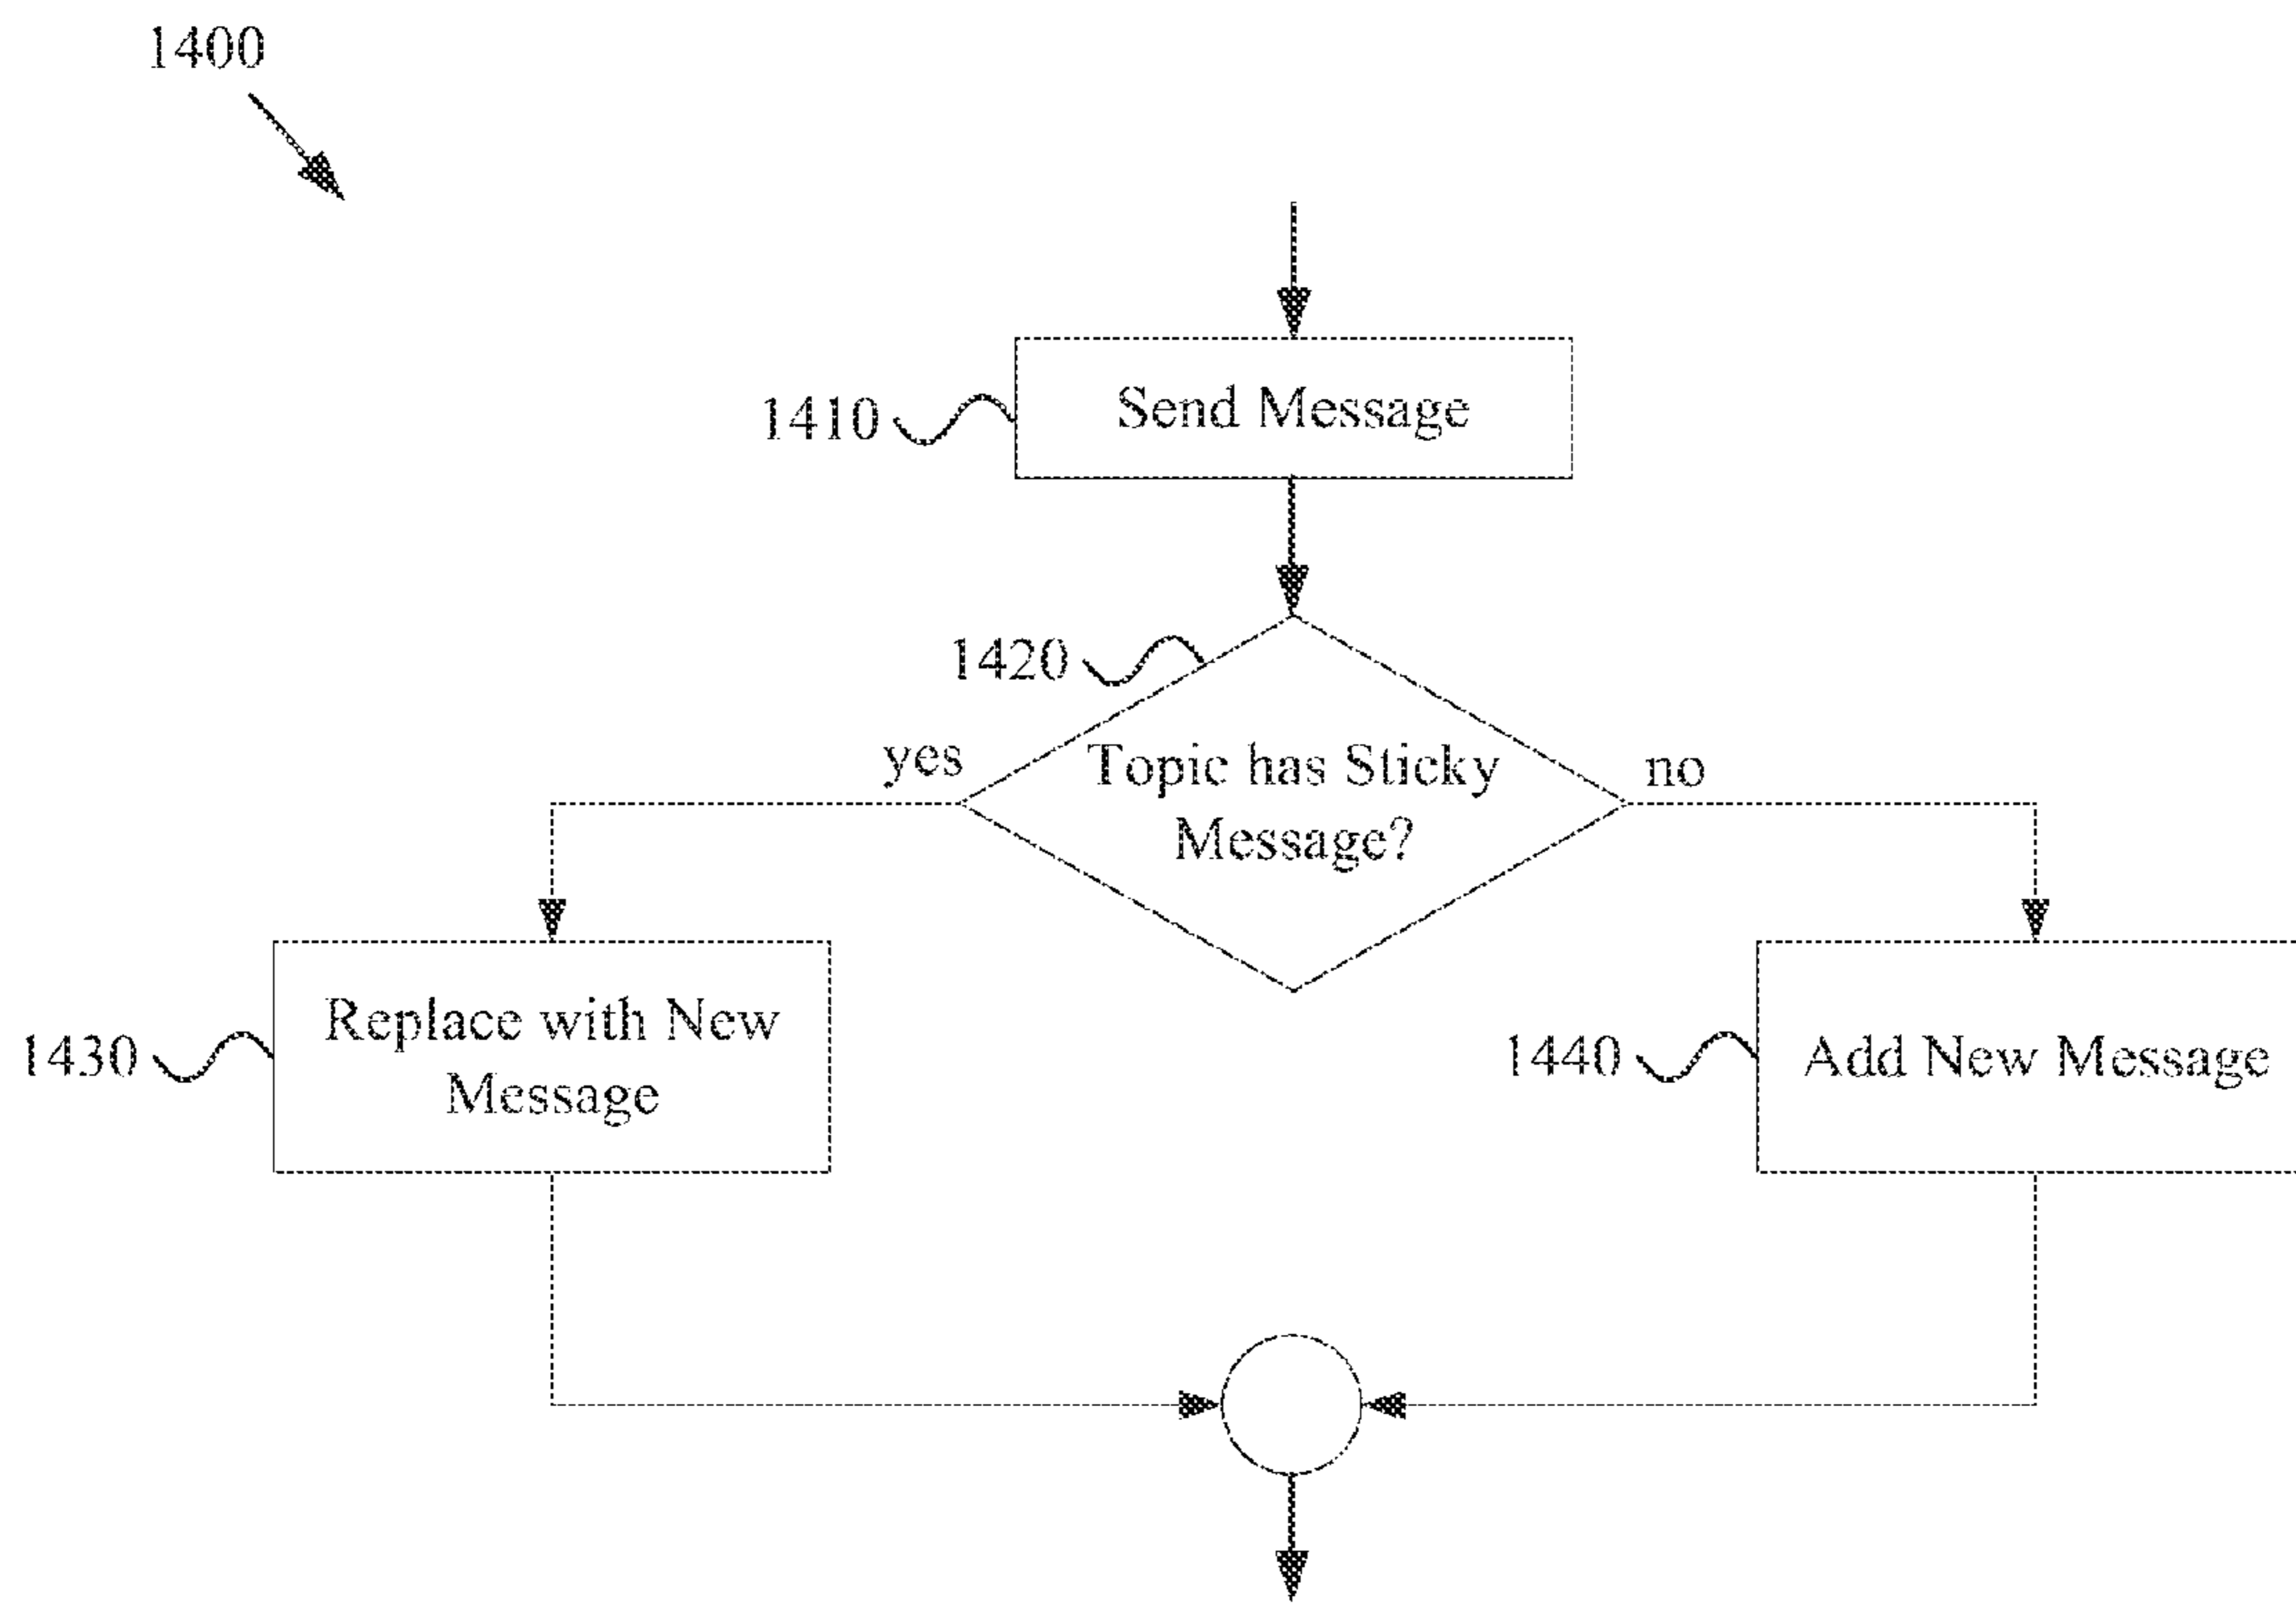 1400
1410
Send Message
1420
yes
Topic has Sticky
Message?
no
1430
Replace with New
Message
1440
Add New Message